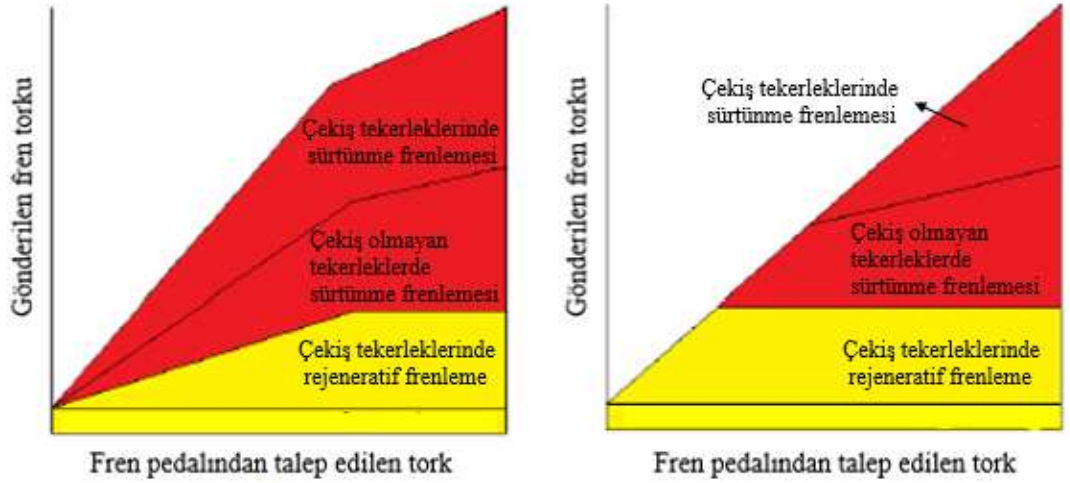 Gönderilen fren torku
Çekiş tekerleklerinde
sürtünme frenlemesi
Çekiş olmayan
tekerleklerde
sürtünme frenlemesi
Çekiş tekerleklerinde
rejeneratif frenleme
Fren pedalından talep edilen tork
Gönderilen fren torku
Çekiş tekerleklerinde
sürtünme frenlemesi
Çekiş olmayan
tekerleklerde
sürtünme frenlemesi
Çekiş tekerleklerinde
rejeneratif frenleme
Fren pedalından talep edilen tork